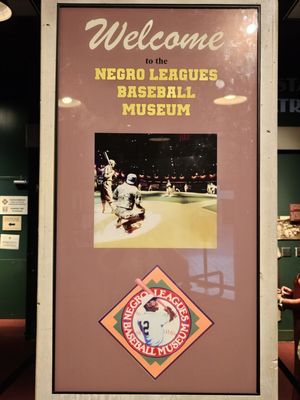 Welcome
to the
NEGRO LEAGUES
BASEBALL
MUSEUM
NEGRO LEAGUES
BASEBALL MUSEUM